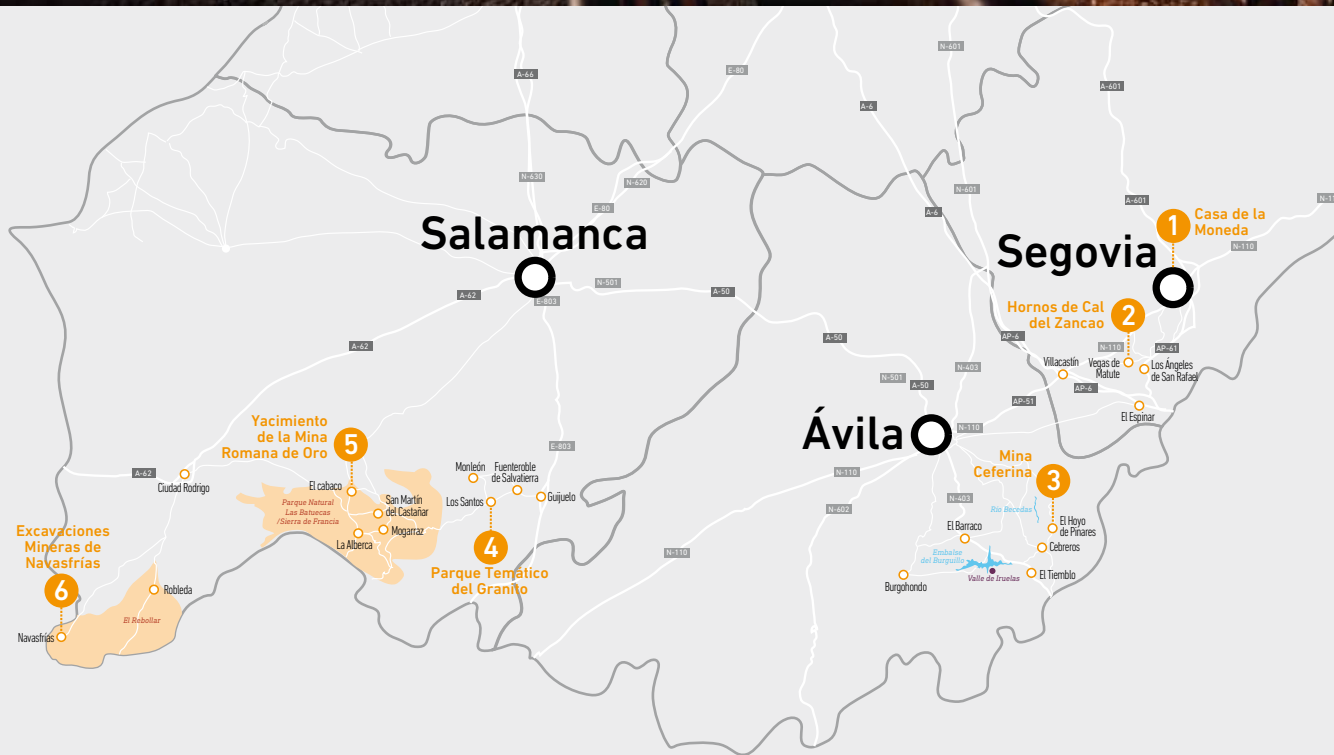 N-601
E-80
A-66
A-601
A-6
N-630
N-620
N-601
E-80
A-6
A-601
1
Casa de la
Moneda
N-110
Salamanca
Segovia
A-62
E-803
N-501
A-50
Hornos de Cal
del Zancao
2
A-62
A-50
AP-6
N-110
AP-61
N-403
Villacastín
Vegas de
Matute
Los Ángeles
de San Rafael
N-501
A-50
AP-51
AP-6
El Espinar
Ávila
N-110
Yacimiento
de la Mina
Romana de Oro
5
E-803
Mina
Ceferina
3
A-62
Ciudad Rodrigo
El cabaco
Monleón
Fuenteroble
de Salvatierra
Los Santos
Guijuelo
N-110
N-403
N-602
Parque Natural
Las Batuecas
/Sierra de Francia
San Martín
del Castañar
Mogarraz
La Alberca
Río Becedas
El Hoyo
de Pinares
El Barraco
Cebreros
Excavaciones
Mineras de
Navasfrías
6
4
Parque Temático
del Granito
N-110
Embalse
del Burguillo
Valle de Iruelas
El Tiemblo
Burgohondo
Robleda
El Rebollar
Navasfrías